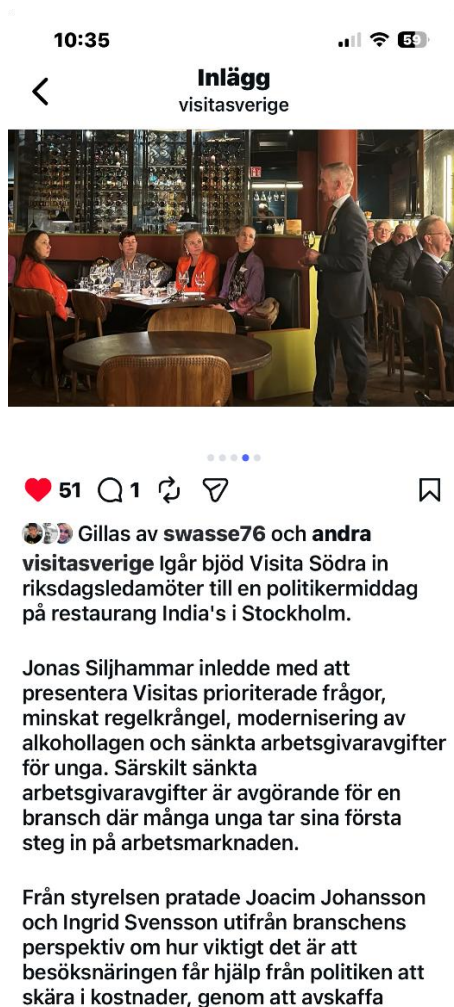 10:35
59
Inlägg
visitasverige
51 1
Gillas av swasse76 och andra
visitasverige Igår bjöd Visita Södra in
riksdagsledamöter till en politikermiddag
på restaurang India's i Stockholm.
Jonas Siljhammar inledde med att
presentera Visitas prioriterade frågor,
minskat regelkrångel, modernisering av
alkohollagen och sänkta arbetsgivaravgifter
för unga. Särskilt sänkta
arbetsgivaravgifter är avgörande för en
bransch där många unga tar sina första
steg in på arbetsmarknaden.
Från styrelsen pratade Joacim Johansson
och Ingrid Svensson utifrån branschens
perspektiv om hur viktigt det är att
besöksnäringen får hjälp från politiken att
skära i kostnader, genom att avskaffa